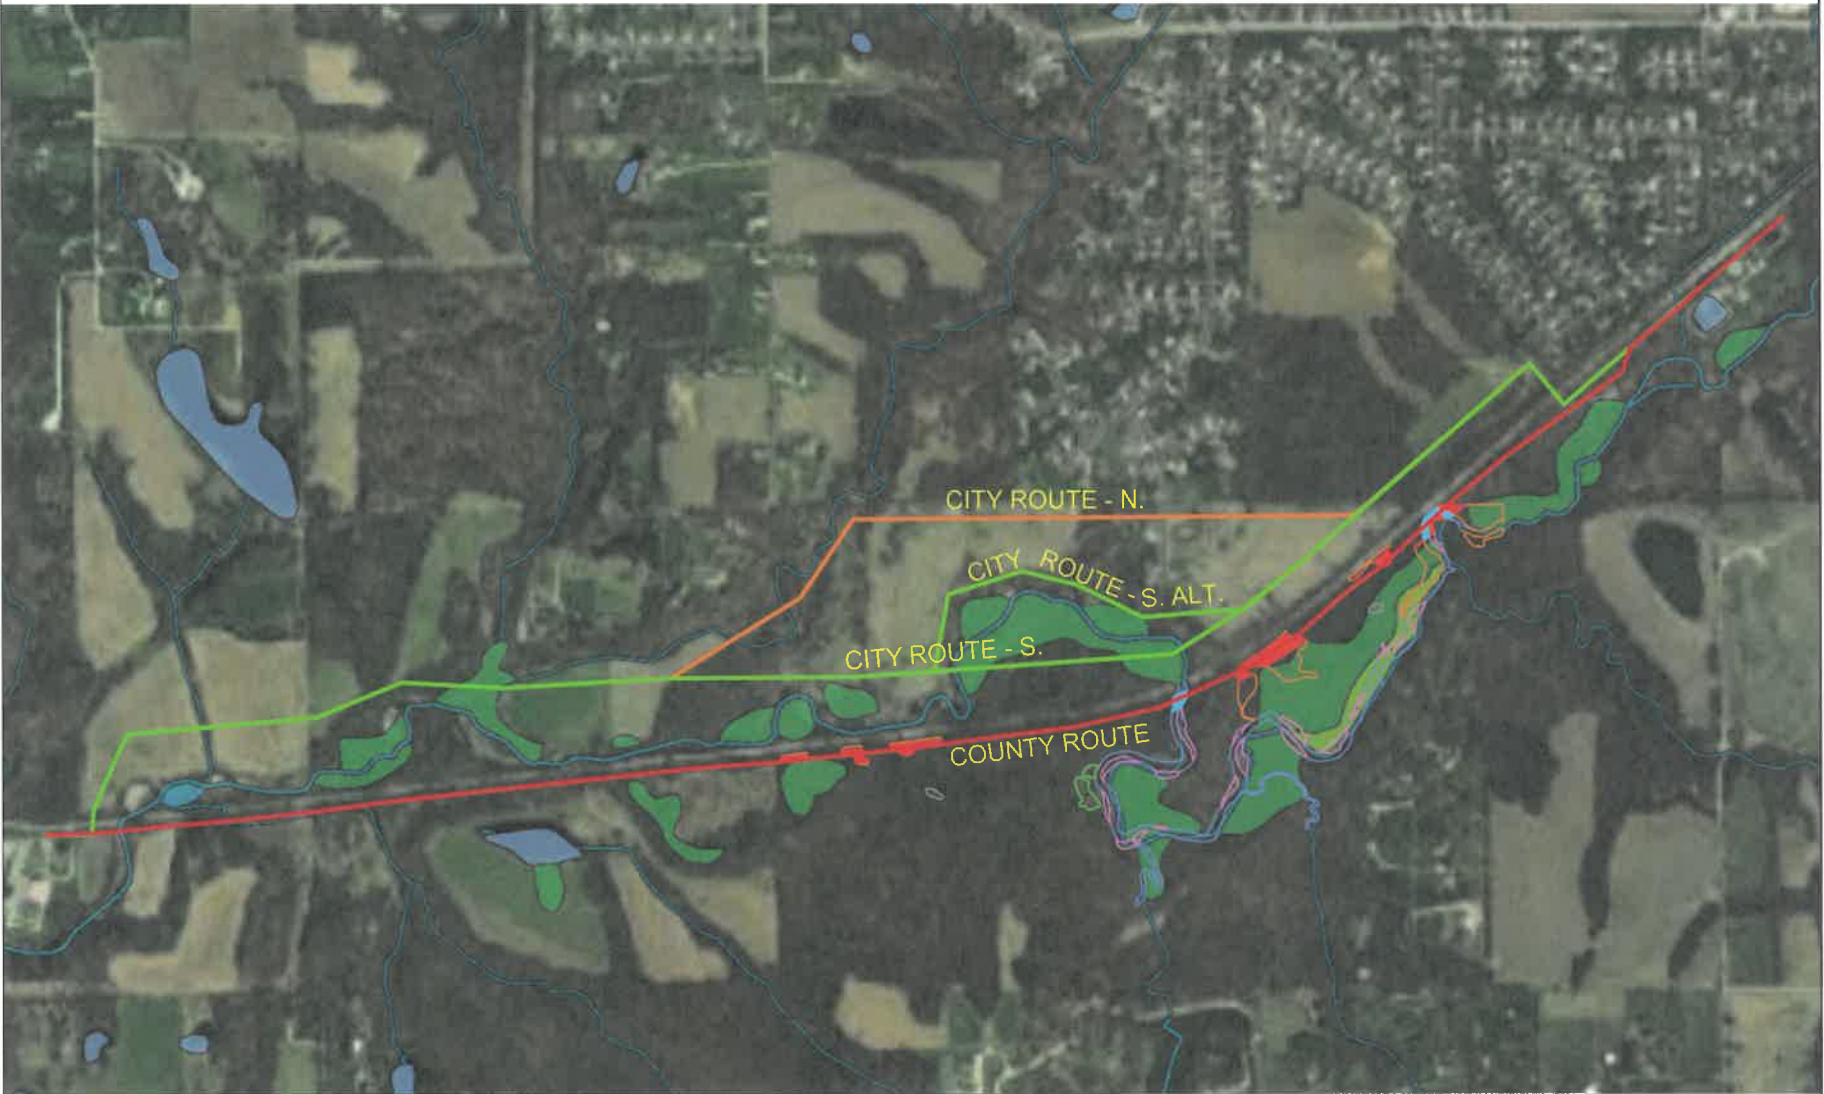 CITY ROUTE - N.
CITY ROUTE - S. ALT.
CITY ROUTE - S.
COUNTY ROUTE